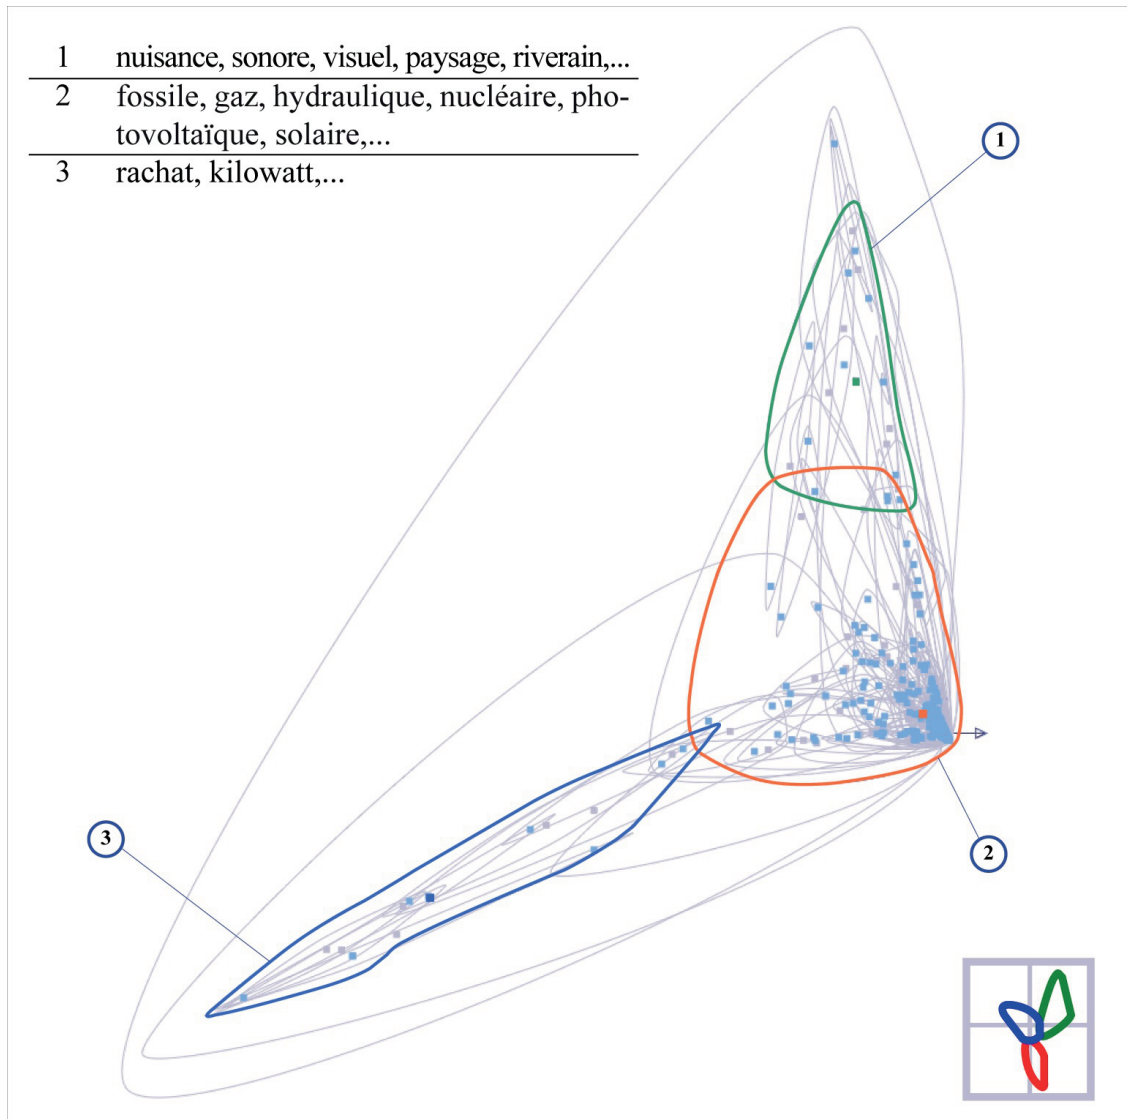 1 nuisance, sonore, visuel, paysage, riverain,...
2 fossile, gaz, hydraulique, nucléaire, pho-
tovoltaïque, solaire,...
3 rachat, kilowatt,...
1
3
2